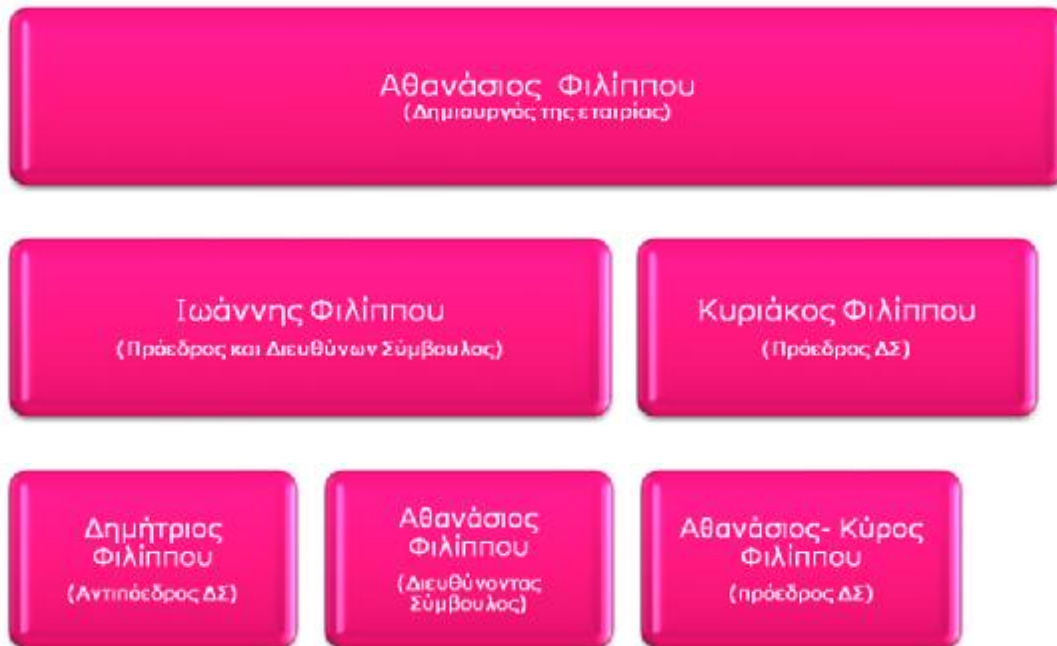 Αθανάσιος Φιλίππου
(Δημιουργός της εταιρίας)
Ιωάννης Φιλίππου
(Πρόεδρος και Διευθύνων Σύμβουλος)
Κυριάκος Φιλίππου
(Πρόεδρος ΔΣ)
Δημήτριος
Φιλίππου
(Αντιπόεδρος ΔΣ)
Αθανάσιος
Φιλίππου
(Διευθύνοντας
Σύμβουλος)
Αθανάσιος- Κύρος
Φιλίππου
(πρόεδρος ΔΣ)